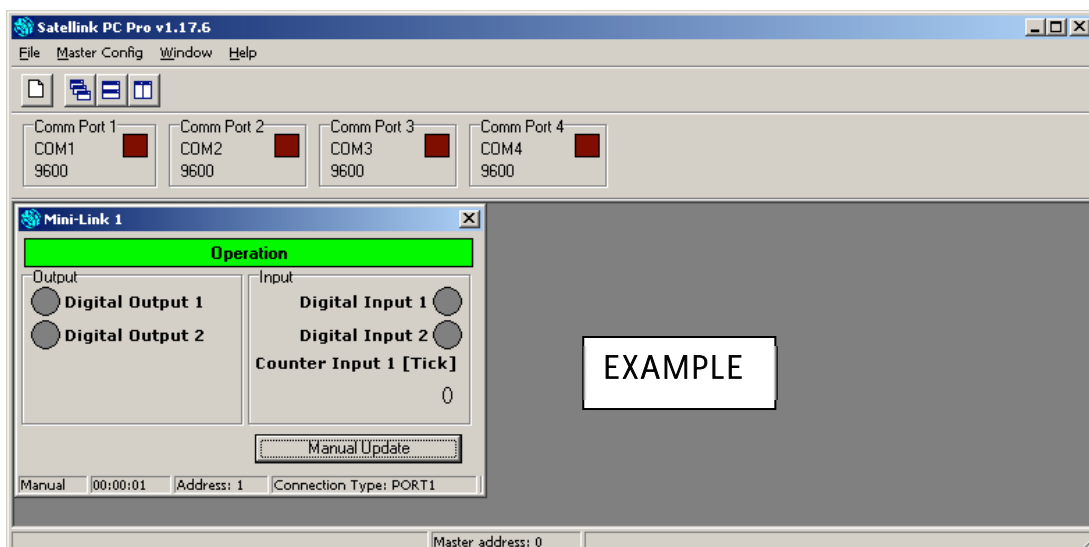 Satellink PC Pro v1.17.6
File Master Config Window Help
Comm Port 1 Comm Port 2 Comm Port 3 Comm Port 4
COM1 COM2 COM3 COM4
9600 9600 9600 9600
Mini-Link 1
Operation
Output Input
Digital Output 1 Digital Input 1
Digital Output 2 Digital Input 2
Counter Input 1 [Tick]
0
EXAMPLE
Manual Update
Manual 00:00:01 Address: 1 Connection Type: PORT1
Master address: 0